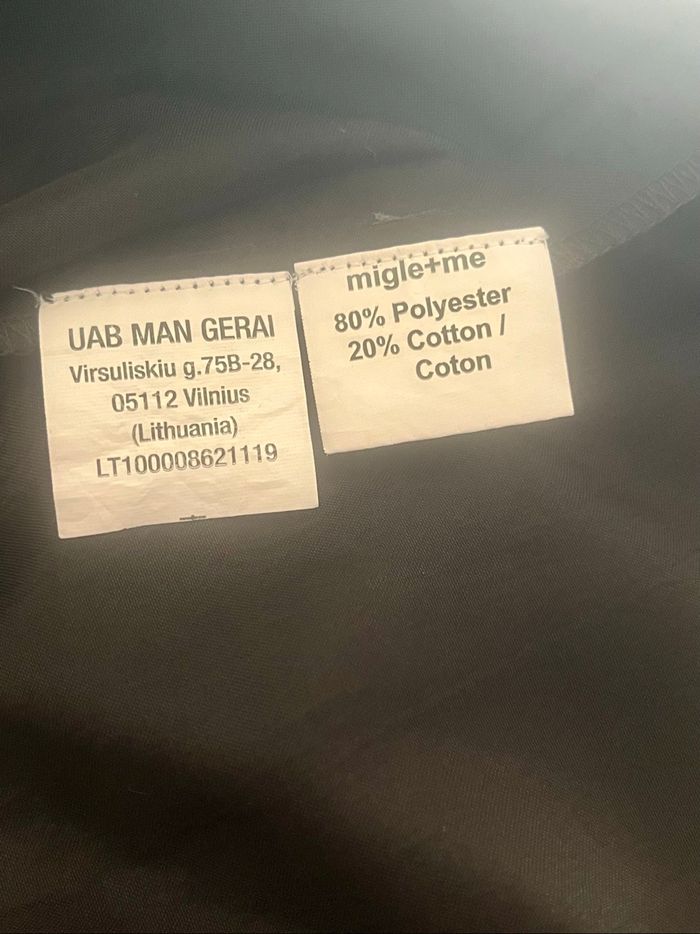 UAB MAN GERAI
Virsuliskiu g.75B-28,
05112 Vilnius
(Lithuania)
LT100008621119
migle+me
80% Polyester
20% Cotton /
Coton